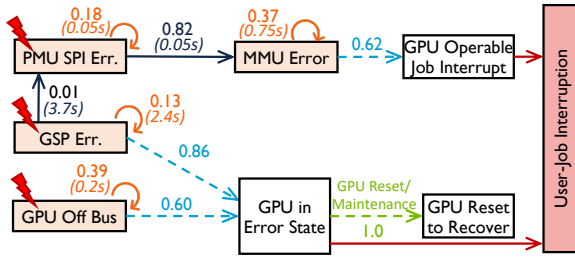 0.18
(0.05s)
PMU SPI Err.
0.82
(0.05s)
0.37
(0.75s)
MMU Error
0.62
GPU Operable
Job Interrupt
0.01
(3.7s)
0.13
(2.4s)
GSP Err.
0.86
0.39
(0.2s)
GPU Off Bus
0.60
GPU in
Error State
GPU Reset/
Maintenance
1.0
GPU Reset
to Recover
User-Job Interruption